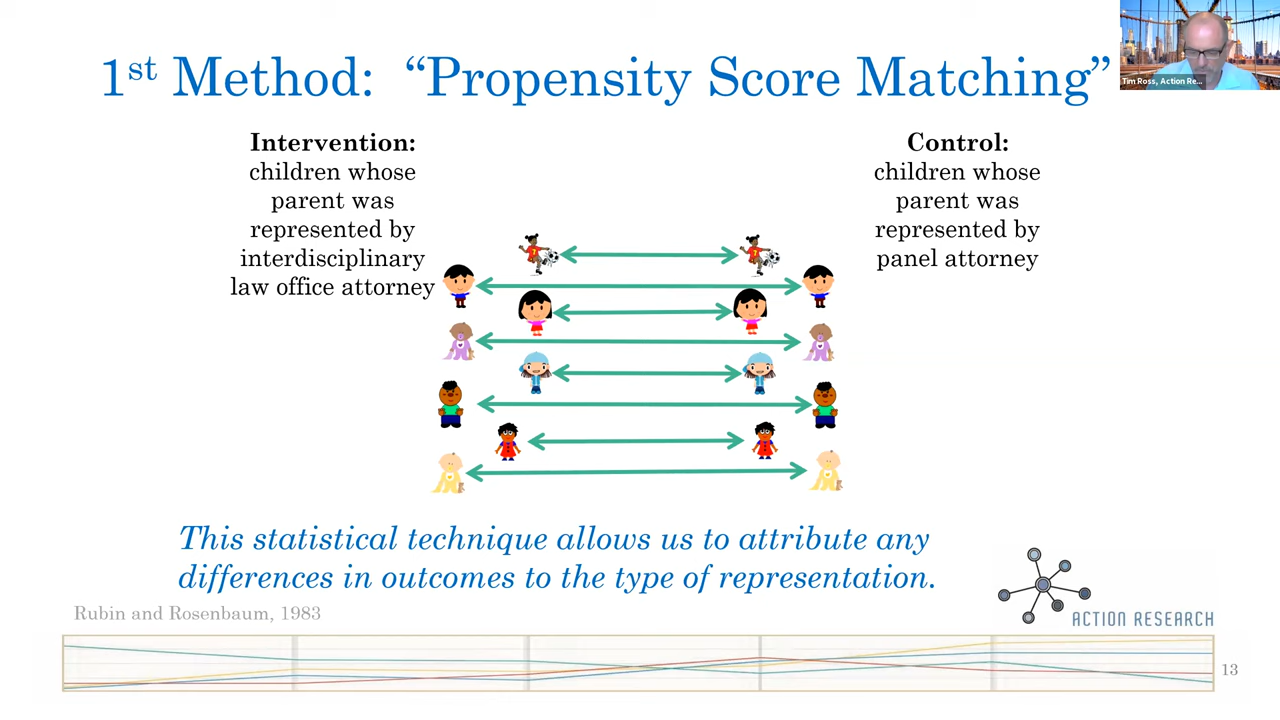 1st Method: “Propensity Score Matching”
Tim Ross, Action Re...
Intervention:
children whose
parent was
represented by
interdisciplinary
law office attorney
Control:
children whose
parent was
represented by
panel attorney
This statistical technique allows us to attribute any
differences in outcomes to the type of representation.
Rubin and Rosenbaum, 1983
ACTION RESEARCH
13